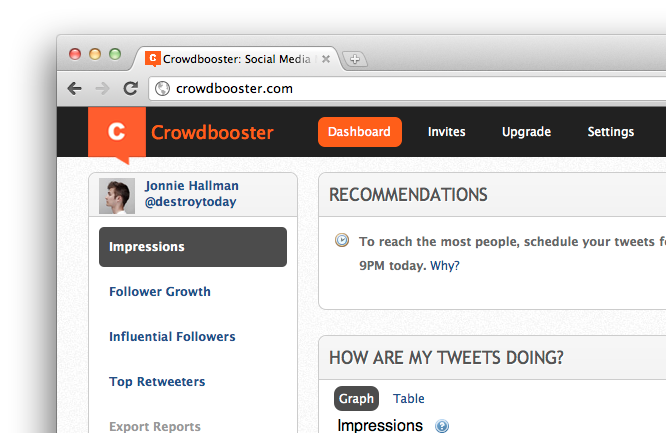 Crowdbooster: Social Media
crowdbooster.com
C Crowdbooster Dashboard Invites Upgrade Settings
Jonnie Hallman
@destroytoday
Impressions
Follower Growth
Influential Followers
Top Retweeters
Export Reports
RECOMMENDATIONS
To reach the most people, schedule your tweets
9PM today. Why?
HOW ARE MY TWEETS DOING?
Graph Table
Impressions ?